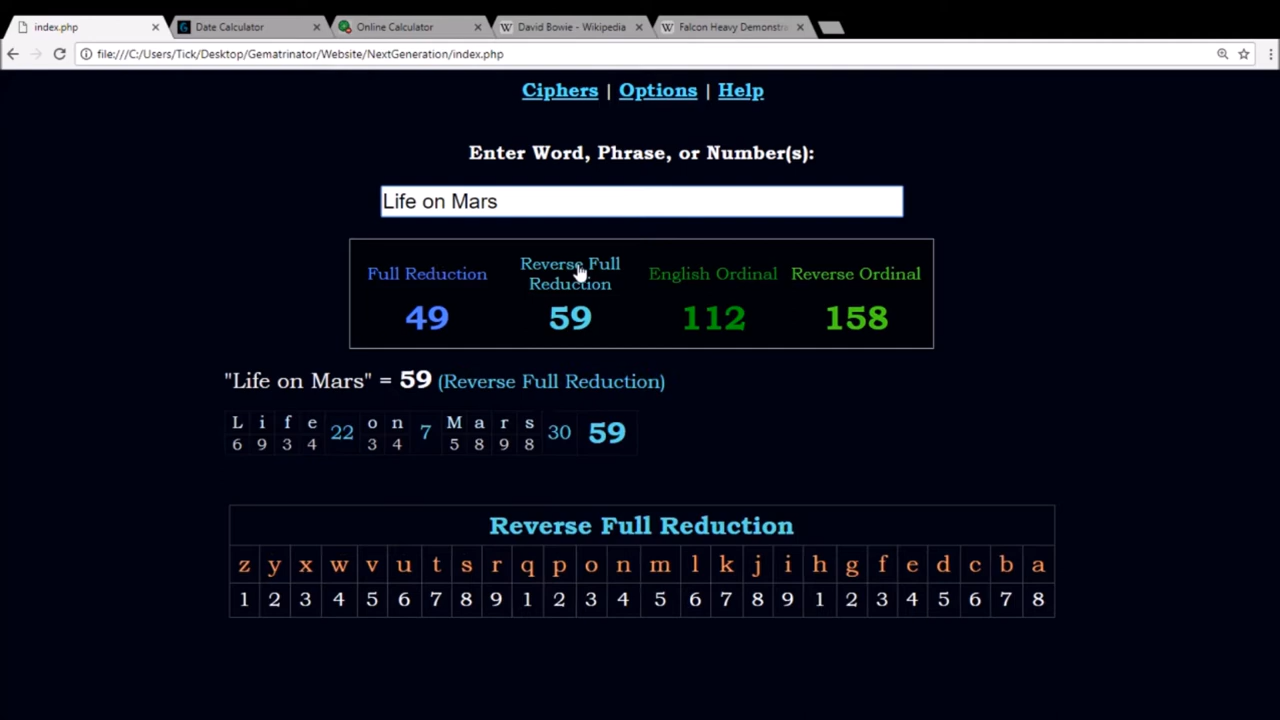 index.php
Date Calculator
Online Calculator
David Bowie - Wikipedia
Falcon Heavy Demonstra
file:///C:/Users/Tick/Desktop/Gematrinator/Website/NextGeneration/index.php
Ciphers | Options | Help
Enter Word, Phrase, or Number(s):
Life on Mars
Full Reduction
49
Reverse Full
Reduction
59
English Ordinal
112
Reverse Ordinal
158
"Life on Mars" = 59 (Reverse Full Reduction)
L i f e 22 o n 7 M a r s 30 59
6 9 3 4 3 4 5 8 9 8
Reverse Full Reduction
z y x w v u t s r q p o n m l k j i h g f e d c b a
1 2 3 4 5 6 7 8 9 1 2 3 4 5 6 7 8 9 1 2 3 4 5 6 7 8